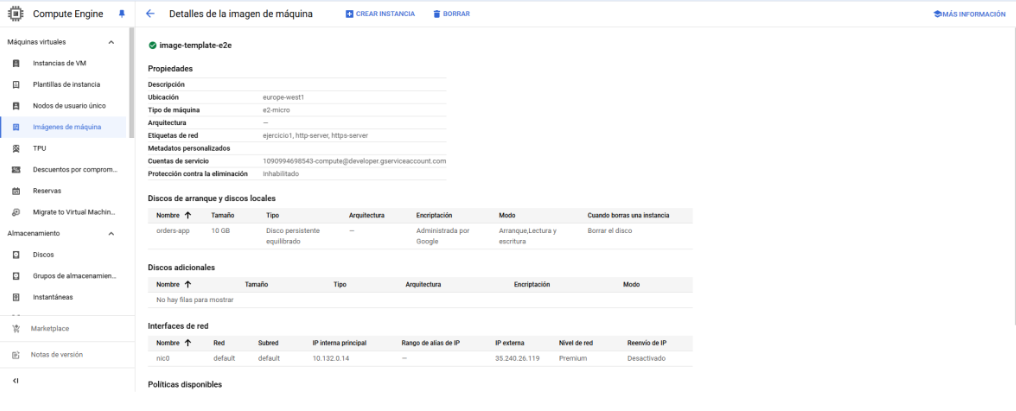 Compute Engine
Detalles de la imagen de máquina
CREAR INSTANCIA
BORRAR
MÁS INFORMACIÓN
Máquinas virtuales
Instancias de VM
Plantillas de instancia
Nodos de usuario único
Imágenes de máquina
TPU
Descuentos por comprom...
Reservas
Migrate to Virtual Machin...
Almacenamiento
Discos
Grupos de almacenamien...
Instantáneas
Marketplace
Notas de versión
image-template-e2e
Propiedades
Descripción
Ubicación europe-west1
Tipo de máquina e2-micro
Arquitectura —
Etiquetas de red ejercicio1, http-server, https-server
Metadatos personalizados
Cuentas de servicio 1090994698543-compute@developer.gserviceaccount.com
Protección contra la eliminación Inhabilitado
Discos de arranque y discos locales
Nombre Tamaño Tipo Arquitectura Encriptación Modo Cuando borras una instancia
orders-app 10 GB Disco persistente equilibrado — Administrada por Google Arranque,Lectura y escritura Borrar el disco
Discos adicionales
Nombre Tamaño Tipo Arquitectura Encriptación Modo
No hay filas para mostrar
Interfaces de red
Nombre Red Subred IP interna principal Rango de alias de IP IP externa Nivel de red Reenvío de IP
nic0 default default 10.132.0.14 — 35.240.26.119 Premium Desactivado
Políticas disponibles